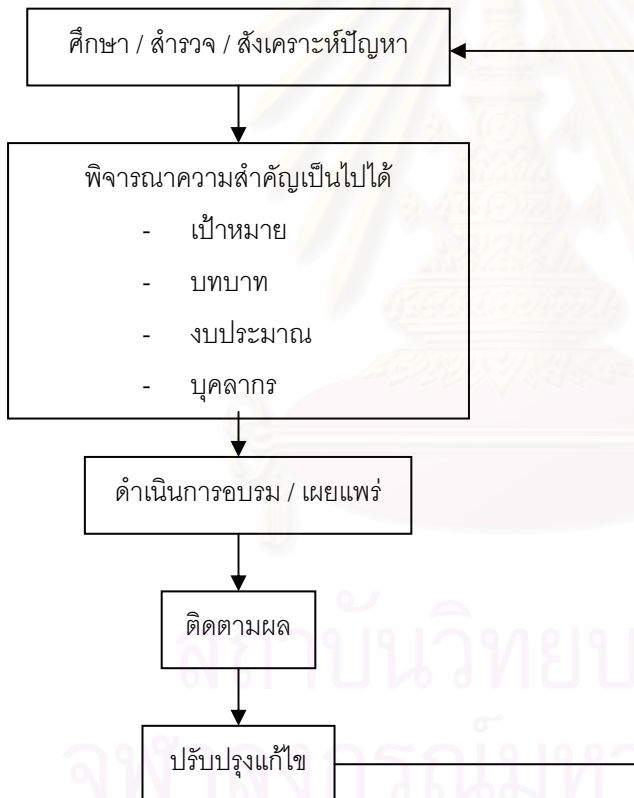 ศึกษา / สำรวจ / สังเคราะห์ปัญหา
พิจารณาความสำคัญเป็นไปได้
- เป้าหมาย
- บทบาท
- งบประมาณ
- บุคลากร
ดำเนินการอบรม / เผยแพร่
ติดตามผล
ปรับปรุงแก้ไข